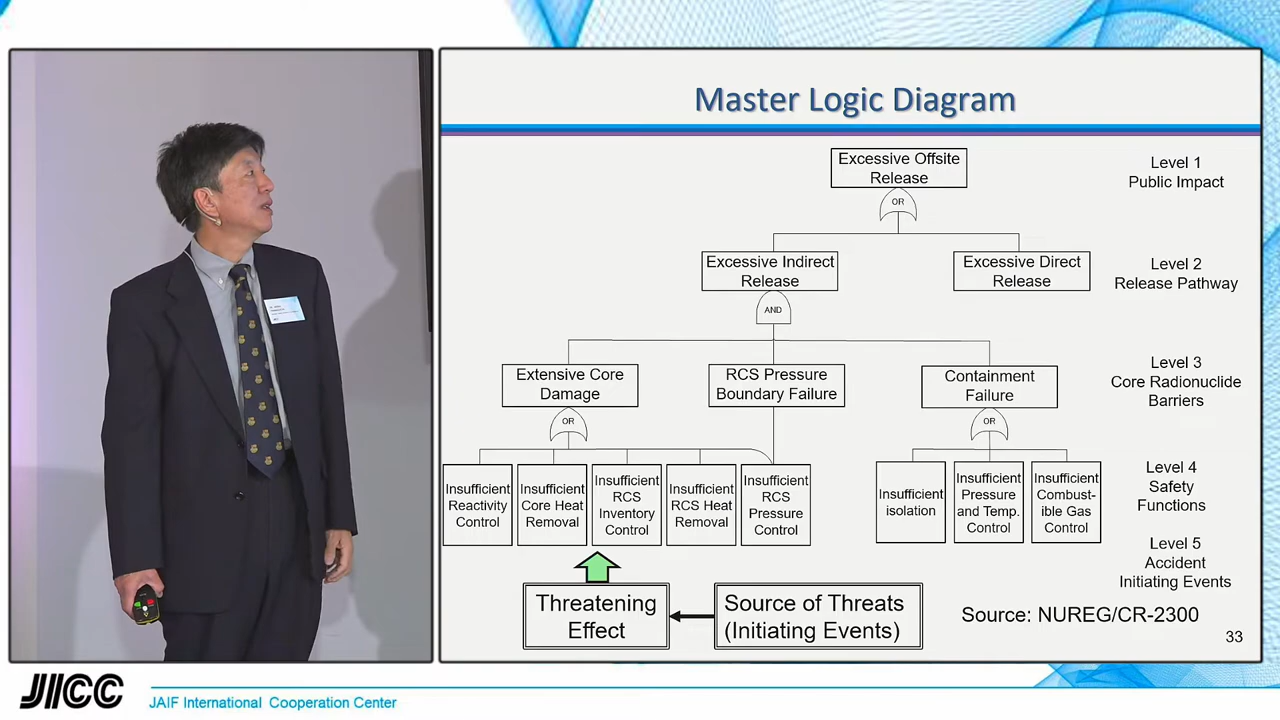 Master Logic Diagram
Excessive Offsite
Release
Level 1
Public Impact
OR
Excessive Indirect
Release
Excessive Direct
Release
Level 2
Release Pathway
AND
Extensive Core
Damage
RCS Pressure
Boundary Failure
Containment
Failure
Level 3
Core Radionuclide
Barriers
OR
OR
Insufficient
Reactivity
Control
Insufficient
Core Heat
Removal
Insufficient
RCS
Inventory
Control
Insufficient
RCS Heat
Removal
Insufficient
RCS
Pressure
Control
Insufficient
isolation
Insufficient
Pressure
and Temp.
Control
Insufficient
Combust-
ible Gas
Control
Level 4
Safety
Functions
Level 5
Accident
Initiating Events
Threatening
Effect
Source of Threats
(Initiating Events)
Source: NUREG/CR-2300
33
JICC
JAIF International Cooperation Center